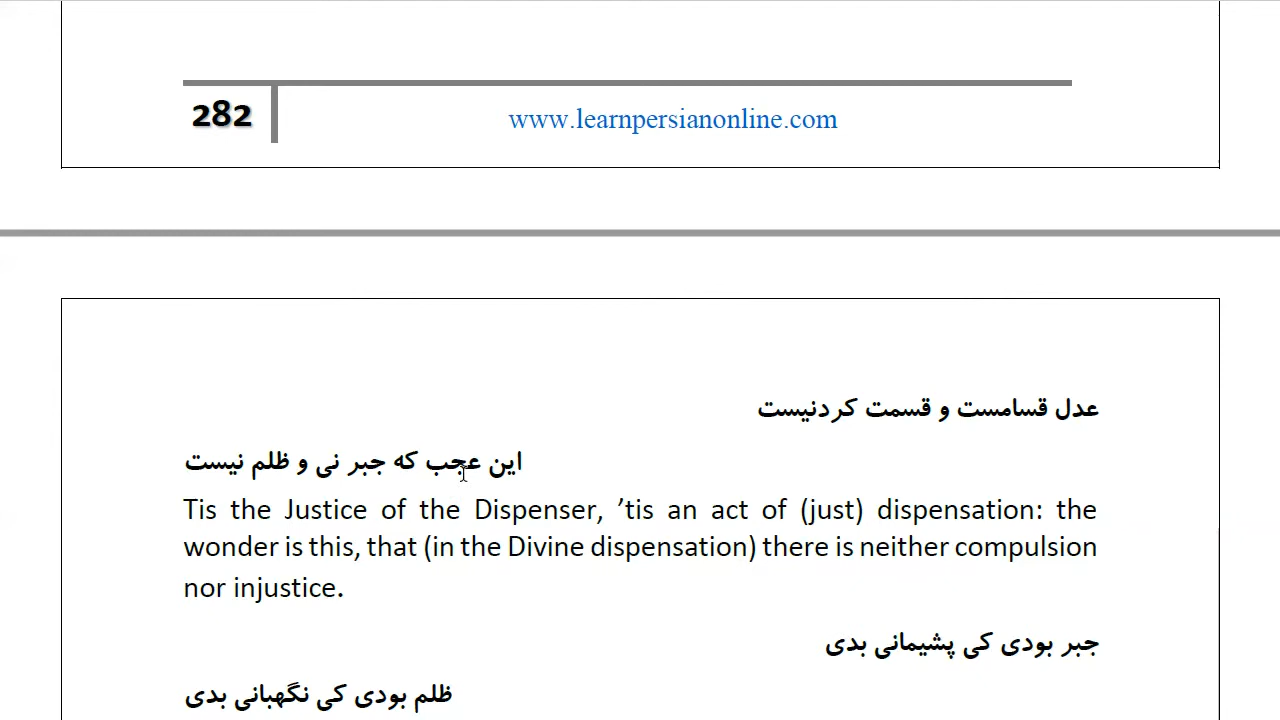 282
www.learnpersianonline.com
عدل قسامست و قسمت کردنیست
این عجب که جبر نی و ظلم نیست
Tis the Justice of the Dispenser, ’tis an act of (just) dispensation: the
wonder is this, that (in the Divine dispensation) there is neither compulsion
nor injustice.
جبر بودی کی پشیمانی بدی
ظلم بودی کی نگهبانی بدی